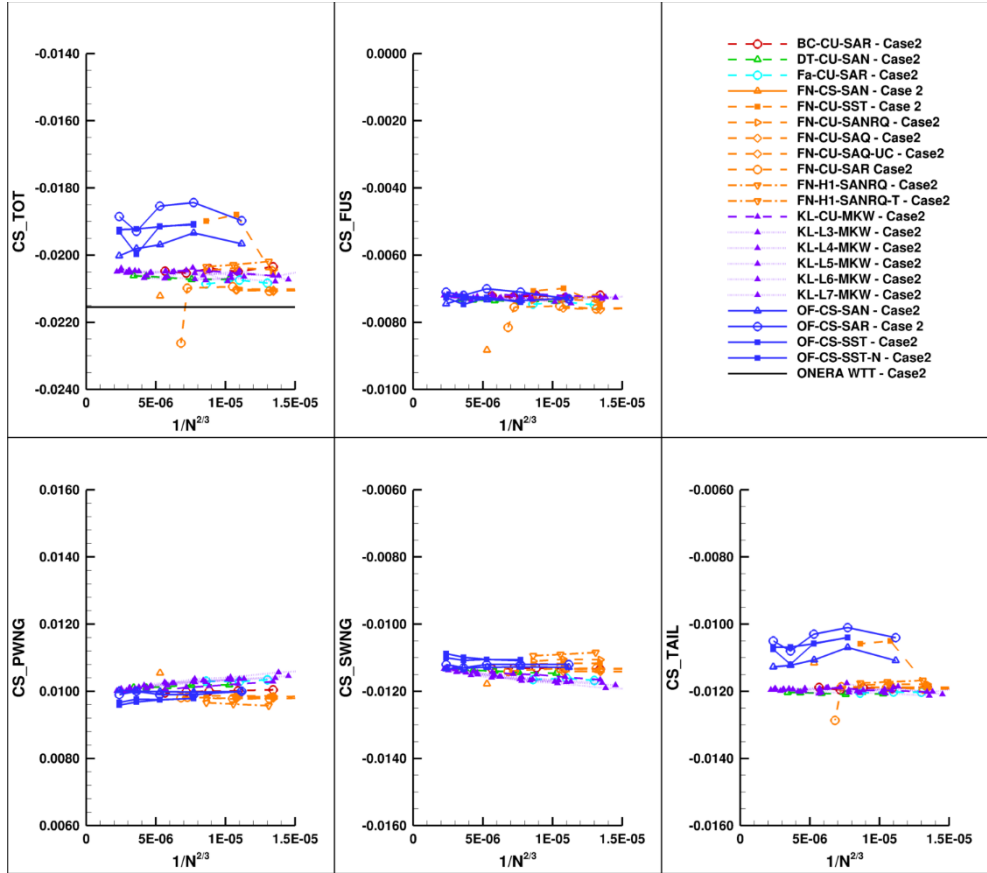 -0.0140
-0.0160
-0.0180
-0.0200
-0.0220
-0.0240
CS_TOT
0
5E-06
1E-05
1.5E-05
1/N^2/3
0.0000
-0.0020
-0.0040
-0.0060
-0.0080
-0.0100
CS_FUS
0
5E-06
1E-05
1.5E-05
1/N^2/3
BC-CU-SAR - Case2
DT-CU-SAN - Case2
Fa-CU-SAR - Case2
FN-CS-SAN - Case 2
FN-CU-SST - Case 2
FN-CU-SANRQ - Case2
FN-CU-SAQ - Case2
FN-CU-SAQ-UC - Case2
FN-CU-SAR Case2
FN-H1-SANRQ - Case2
FN-H1-SANRQ-T - Case2
KL-CU-MKW - Case2
KL-L3-MKW - Case2
KL-L4-MKW - Case2
KL-L5-MKW - Case2
KL-L6-MKW - Case2
KL-L7-MKW - Case2
OF-CS-SAN - Case2
OF-CS-SAR - Case 2
OF-CS-SST - Case2
OF-CS-SST-N - Case2
ONERA WTT - Case2
0.0160
0.0140
0.0120
0.0100
0.0080
0.0060
CS_PWNG
0
5E-06
1E-05
1.5E-05
1/N^2/3
-0.0060
-0.0080
-0.0100
-0.0120
-0.0140
-0.0160
CS_SWNG
0
5E-06
1E-05
1.5E-05
1/N^2/3
-0.0060
-0.0080
-0.0100
-0.0120
-0.0140
-0.0160
CS_TAIL
0
5E-06
1E-05
1.5E-05
1/N^2/3